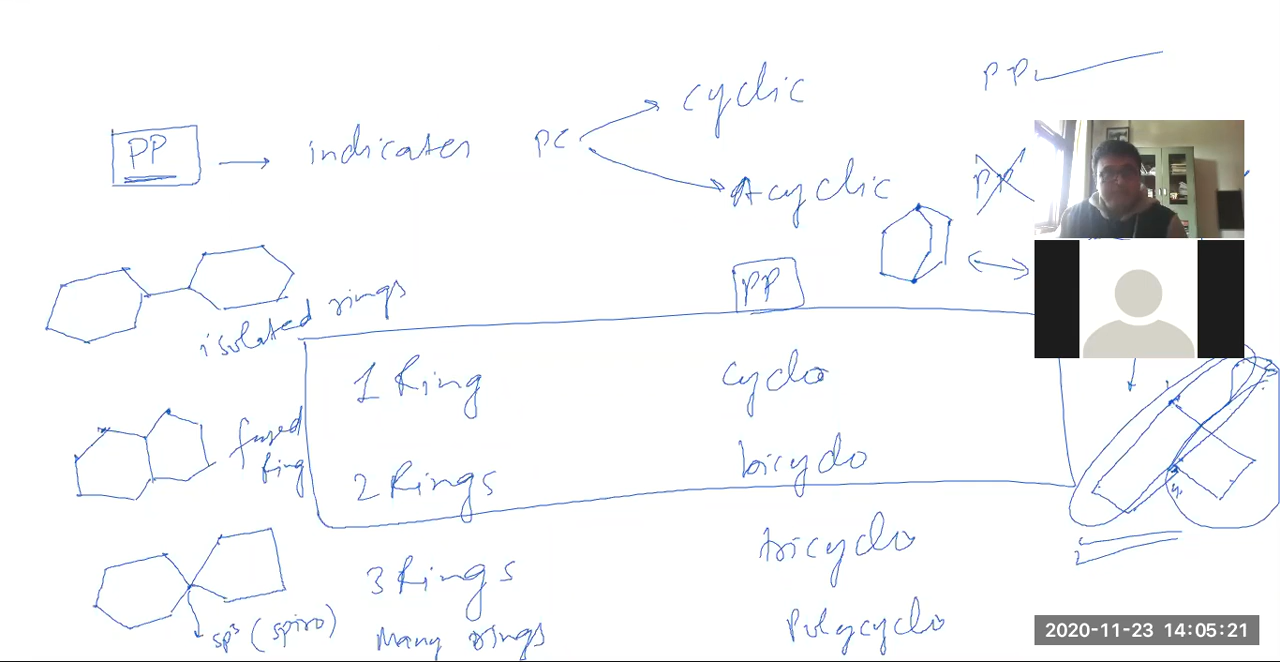 PP
PP → indicates PC
cyclic
Acyclic
PP
isolated rings
PP
1 Ring cyclo
fused
ring
2 Rings bicyclo
3 Rings tricyclo
sp³ (spiro)
Many rings Polycyclo
2020-11-23 14:05:21